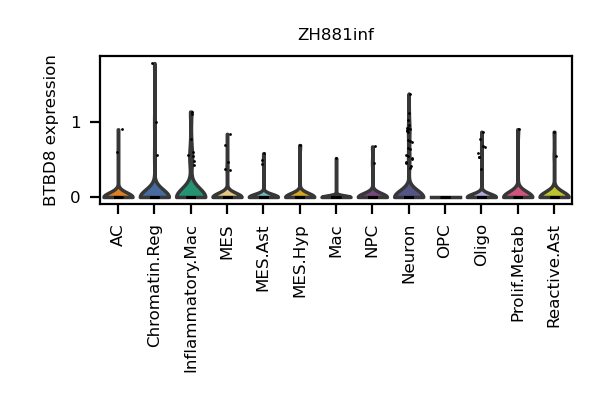 ZH881inf
BTBD8 expression
1
0
AC
Chromatin.Reg
Inflammatory.Mac
MES
MES.Ast
MES.Hyp
Mac
NPC
Neuron
OPC
Oligo
Prolif.Metab
Reactive.Ast